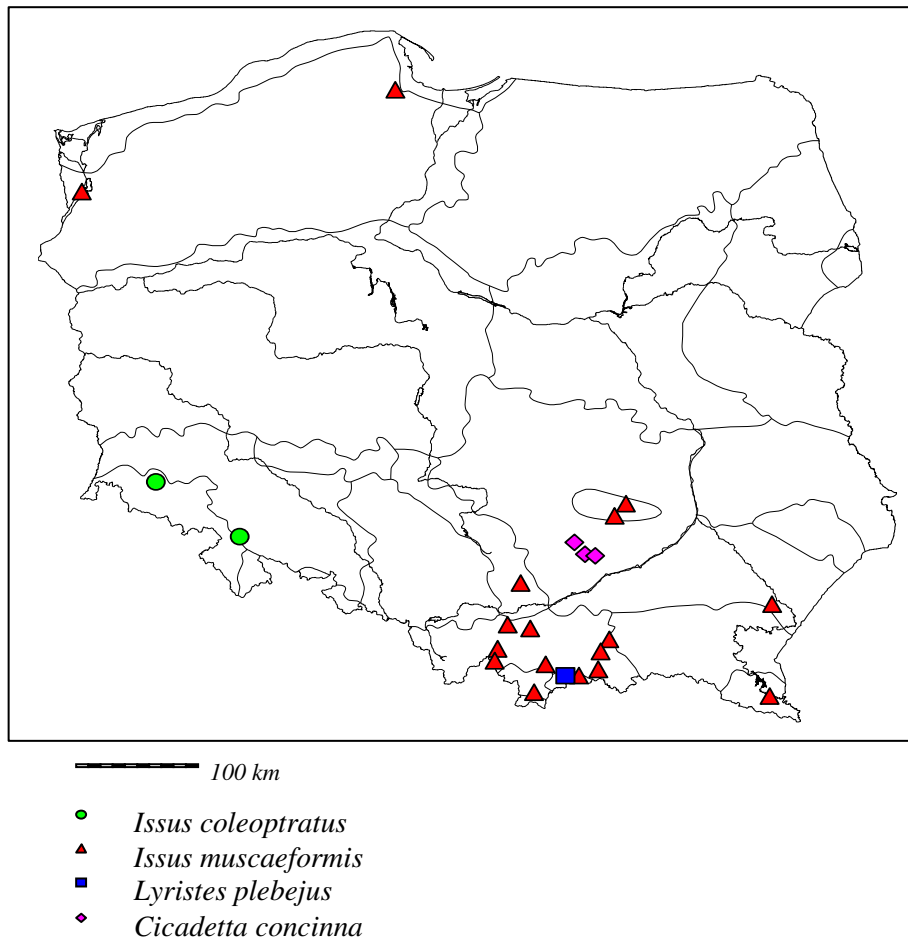 100 km
Issus coleoptratus
Issus muscaeformis
Lyristes plebejus
Cicadetta concinna